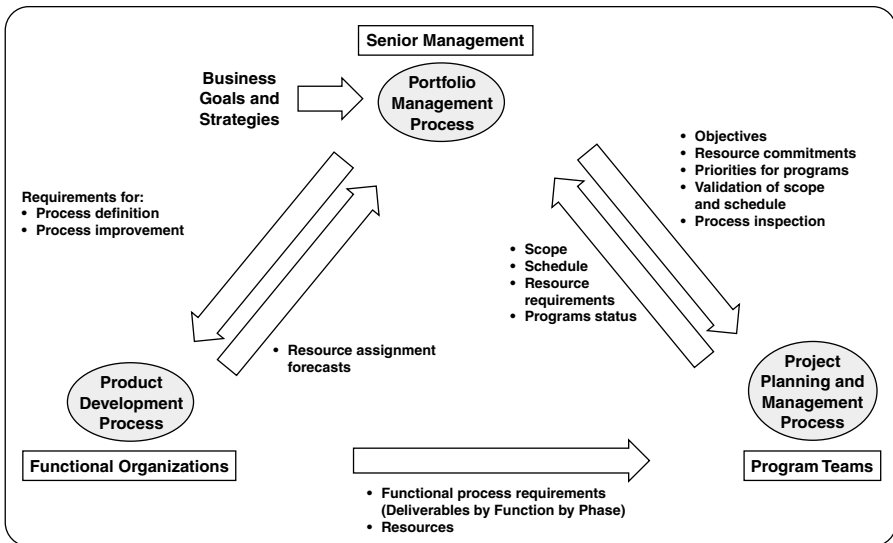 Senior Management
Business
Goals and
Strategies
Portfolio
Management
Process
• Objectives
• Resource commitments
• Priorities for programs
• Validation of scope
and schedule
• Process inspection
Requirements for:
• Process definition
• Process improvement
• Scope
• Schedule
• Resource
requirements
• Programs status
• Resource assignment
forecasts
Product
Development
Process
Functional Organizations
Project
Planning and
Management
Process
Program Teams
• Functional process requirements
(Deliverables by Function by Phase)
• Resources